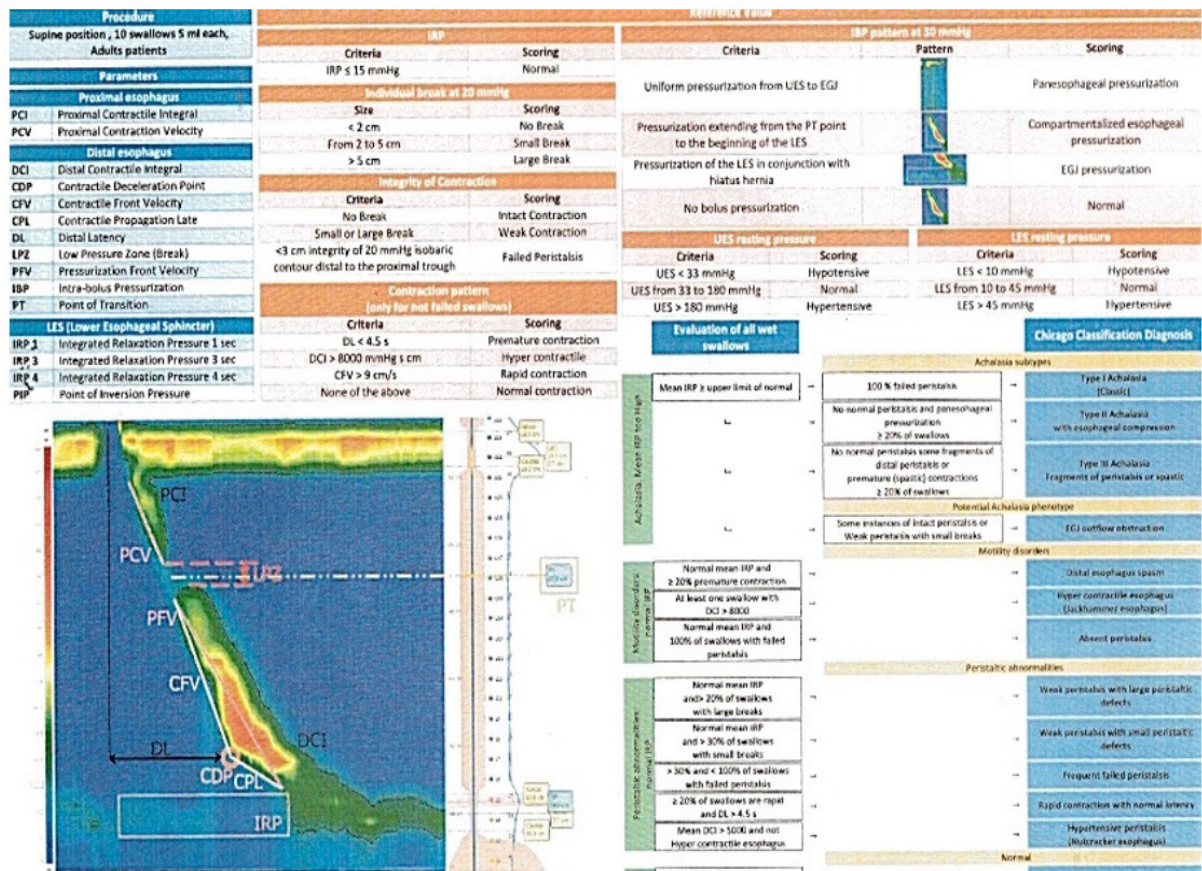 Procedure
Supine position , 10 swallows 5 ml each,
Adults patients
Parameters
Proximal esophagus
PCI Proximal Contractile Integral
PCV Proximal Contraction Velocity
Distal esophagus
DCI Distal Contractile Integral
CDP Contractile Deceleration Point
CFV Contractile Front Velocity
CPL Contractile Propagation Late
DL Distal Latency
LPZ Low Pressure Zone (Break)
PFV Pressurization Front Velocity
IBP Intra-bolus Pressurization
PT Point of Transition
LES (Lower Esophageal Sphincter)
IRP 1 Integrated Relaxation Pressure 1 sec
IRP 3 Integrated Relaxation Pressure 3 sec
IRP 4 Integrated Relaxation Pressure 4 sec
PIP Point of Inversion Pressure
Reference value
IRP
Criteria Scoring
IRP ≤ 15 mmHg Normal
Individual break at 20 mmHg
Size Scoring
< 2 cm No Break
From 2 to 5 cm Small Break
> 5 cm Large Break
Integrity of Contraction
Criteria Scoring
No Break Intact Contraction
Small or Large Break Weak Contraction
<3 cm integrity of 20 mmHg isobaric
contour distal to the proximal trough Failed Peristalsis
Contraction pattern
(only for not failed swallows)
Criteria Scoring
DL < 4.5 s Premature contraction
DCI > 8000 mmHg s cm Hyper contractile
CFV > 9 cm/s Rapid contraction
None of the above Normal contraction
IBP pattern at 30 mmHg
Criteria Pattern Scoring
Uniform pressurization from UES to EGJ Panesophageal pressurization
Pressurization extending from the PT point
to the beginning of the LES
Compartmentalized esophageal
pressurization
Pressurization of the LES in conjunction with
hiatus hernia
EGJ pressurization
No bolus pressurization Normal
UES resting pressure
Criteria Scoring
UES < 33 mmHg Hypotensive
UES from 33 to 180 mmHg Normal
UES > 180 mmHg Hypertensive
LES resting pressure
Criteria Scoring
LES < 10 mmHg Hypotensive
LES from 10 to 45 mmHg Normal
LES > 45 mmHg Hypertensive
Evaluation of all wet
swallows
Chicago Classification Diagnosis
Achalasia subtypes
Achalasia. Mean IRP too High
Mean IRP ≥ upper limit of normal
100 % failed peristalsis
Type I Achalasia
(Classic)
No normal peristalsis and panesophageal
pressurization
≥ 20% of swallows
Type II Achalasia
with esophageal compression
No normal peristalsis some fragments of
distal peristalsis or
premature (spastic) contractions
≥ 20% of swallows
Type III Achalasia
Fragments of peristalsis or spastic
Potential Achalasia phenotype
Some instances of intact peristalsis or
Weak peristalsis with small breaks
EGJ outflow obstruction
Motility disorders
Motility disorders
normal IRP
Normal mean IRP and
≥ 20% premature contraction
Distal esophagus spasm
At least one swallow with
DCI > 8000
Hyper contractile esophagus
(Jackhammer esophagus)
Normal mean IRP and
100% of swallows with failed
peristalsis
Absent peristalsis
Peristaltic abnormalities
Peristaltic abnormalities
normal IRP
Normal mean IRP
and> 20% of swallows
with large breaks
Weak peristalsis with large peristaltic
defects
Normal mean IRP
and > 30% of swallows
with small breaks
Weak peristalsis with small peristaltic
defects
> 30% and < 100% of swallows
with failed peristalsis
Frequent failed peristalsis
≥ 20% of swallows are rapid
and DL > 4.5 s
Rapid contraction with normal latency
Mean DCI > 5000 and not
Hyper contractile esophagus
Hypertensive peristalsis
(Nutcracker esophagus)
Normal
PCI
PCV
LPZ
PT
PFV
CFV
DL
DCI
CDP
CPL
IRP